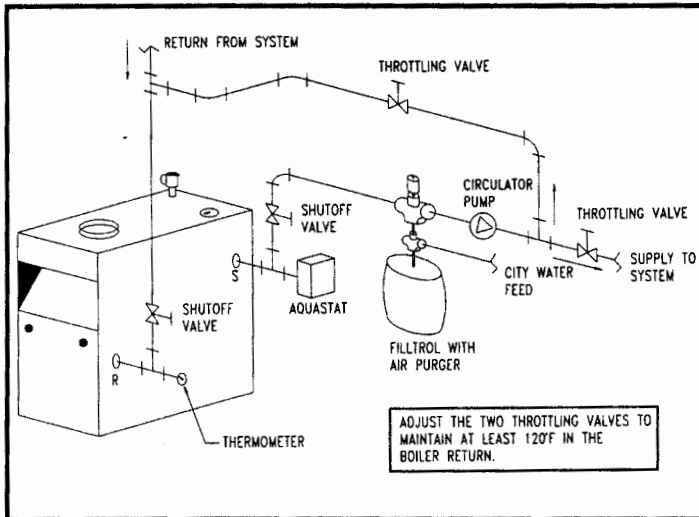 RETURN FROM SYSTEM
THROTTLING VALVE
CIRCULATOR
PUMP
THROTTLING VALVE
SHUTOFF
VALVE
S
SUPPLY TO
SYSTEM
CITY WATER
FEED
AQUASTAT
SHUTOFF
VALVE
FILLTROL WITH
AIR PURGER
R
THERMOMETER
ADJUST THE TWO THROTTLING VALVES TO
MAINTAIN AT LEAST 120°F IN THE
BOILER RETURN.